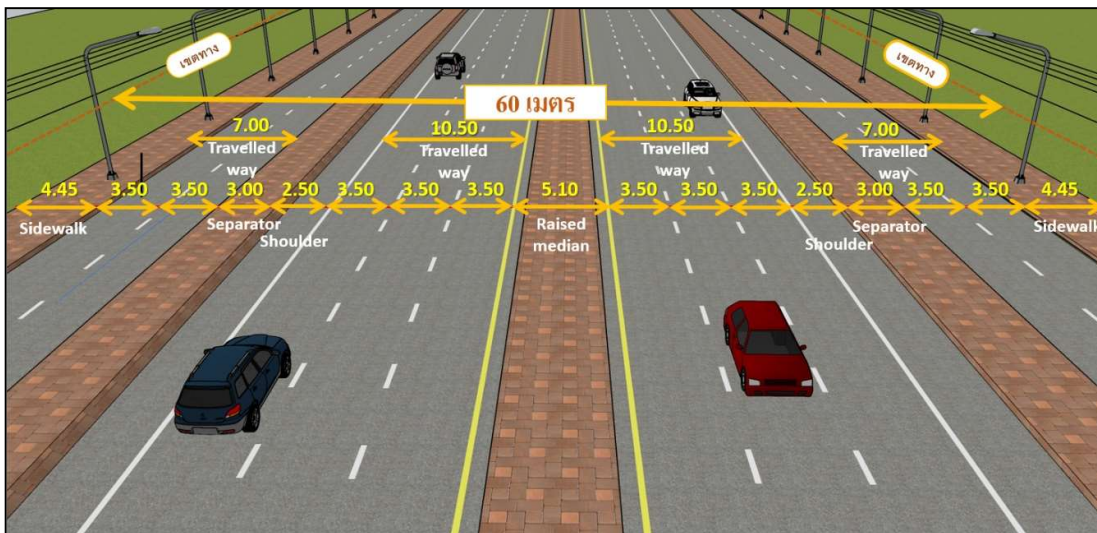 เขตทาง
เขตทาง
60 เมตร
7.00
Travelled
way
10.50
Travelled
way
10.50
Travelled
way
7.00
Travelled
way
4.45 3.50 3.50 3.00 2.50 3.50 3.50 3.50 5.10 3.50 3.50 3.50 2.50 3.00 3.50 3.50 4.45
Sidewalk Separator Raised Separator Sidewalk
Shoulder median Shoulder